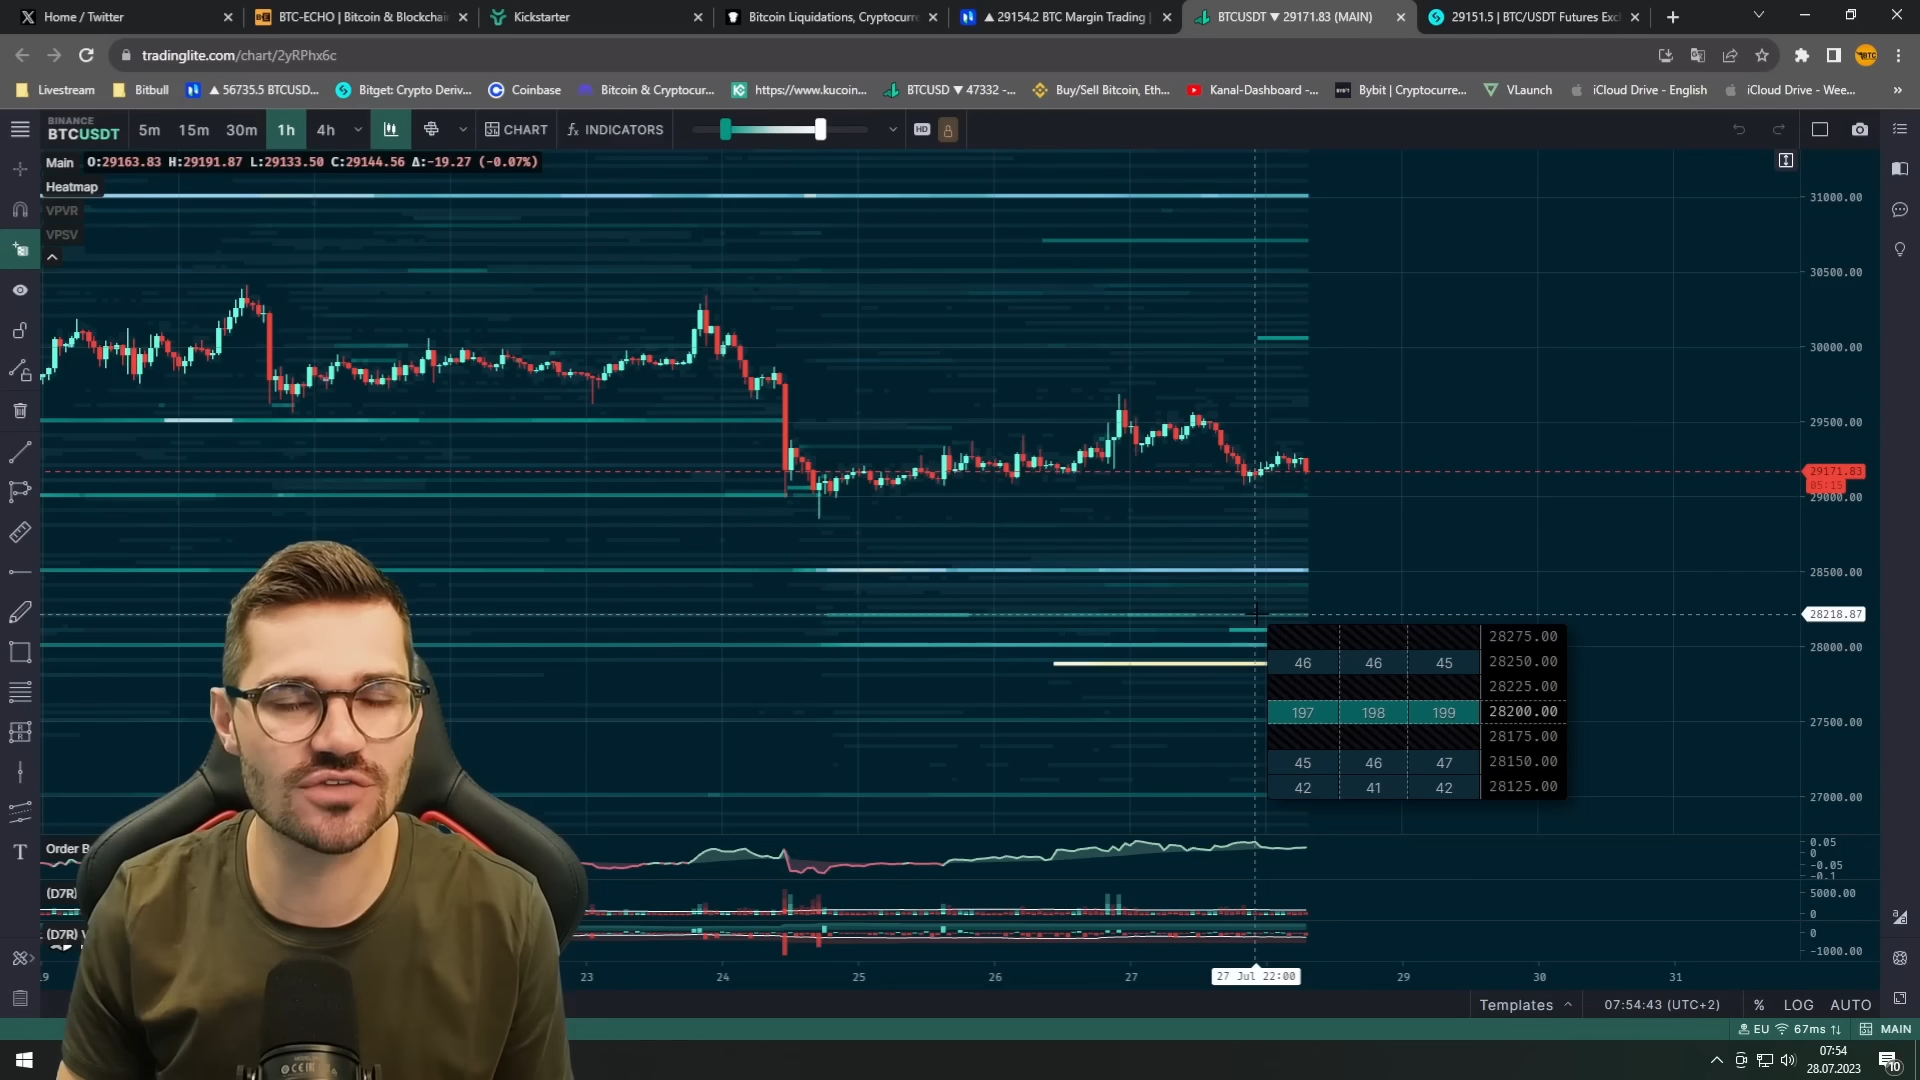 Home / Twitter
BTC-ECHO | Bitcoin & Blockchai
Kickstarter
Bitcoin Liquidations, Cryptocurre
▲ 29154.2 BTC Margin Trading |
BTCUSDT ▼ 29171.83 (MAIN)
29151.5 | BTC/USDT Futures Exc
tradinglite.com/chart/2yRPhx6c
Livestream
Bitbull
▲ 56735.5 BTCUSD...
Bitget: Crypto Deriv...
Coinbase
Bitcoin & Cryptocur...
https://www.kucoin...
BTCUSD ▼ 47332 -...
Buy/Sell Bitcoin, Eth...
Kanal-Dashboard -...
Bybit | Cryptocurre...
VLaunch
iCloud Drive - English
iCloud Drive - Wee...
»
BINANCE
BTCUSDT
5m 15m 30m 1h 4h
CHART
fx INDICATORS
HD
Main O:29163.83 H:29191.87 L:29133.50 C:29144.56 Δ:-19.27 (-0.07%)
Heatmap
VPVR
VPSV
31000.00
30500.00
30000.00
29500.00
29171.83
05:15
29000.00
28500.00
28218.87
28000.00
27500.00
27000.00
28275.00
46 46 45 28250.00
28225.00
197 198 199 28200.00
28175.00
45 46 47 28150.00
42 41 42 28125.00
Order B
0.05
0
-0.05
-0.1
(D7R)
5000.00
0
(D7R) V
0
-1000.00
T
9 23 24 25 26 27 27 Jul 22:00 29 30 31
Templates 07:54:43 (UTC+2) % LOG AUTO
EU 67ms MAIN
07:54
28.07.2023
10